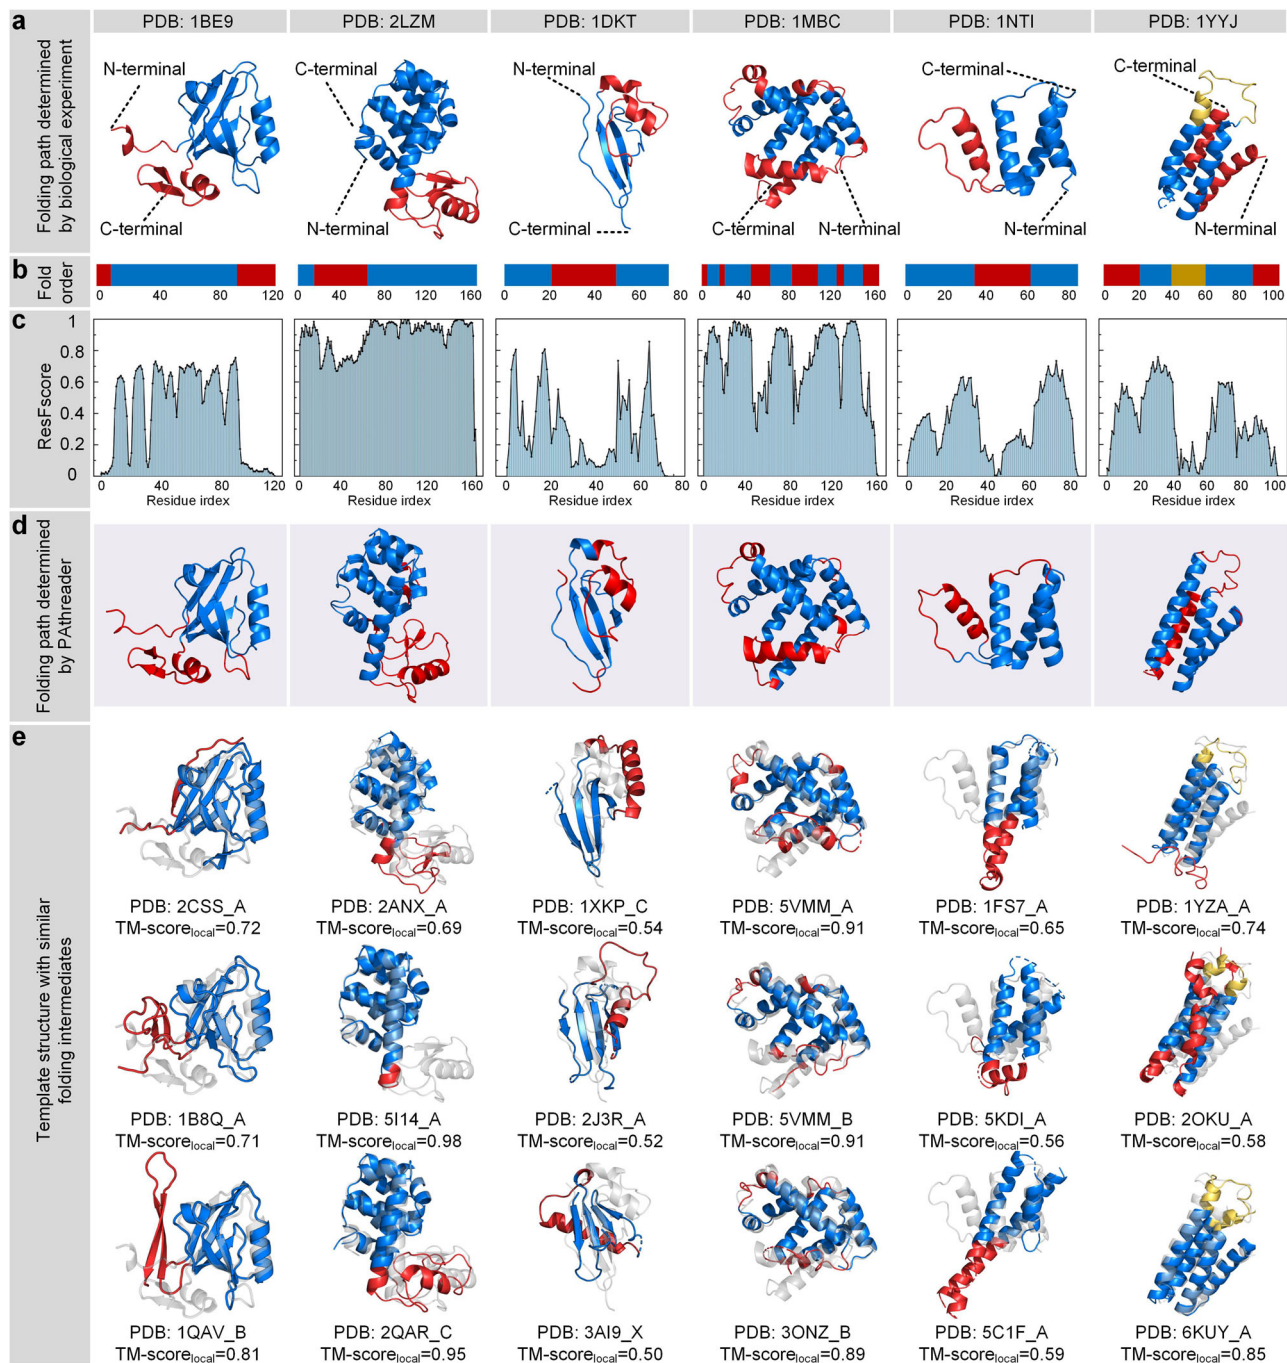 a
PDB: 1BE9
PDB: 2LZM
PDB: 1DKT
PDB: 1MBC
PDB: 1NTI
PDB: 1YYJ
Folding path determined
by biological experiment
N-terminal
C-terminal
C-terminal
N-terminal
N-terminal
C-terminal
C-terminal
N-terminal
C-terminal
N-terminal
C-terminal
N-terminal
b
Fold
order
0 40 80 120
0 40 80 120 160
0 20 40 60 80
0 40 80 120 160
0 20 40 60 80
0 20 40 60 80 100
c
ResFscore
1
0.8
0.6
0.4
0.2
0
0 20 40 60 80 120
0 40 80 120 160
0 20 40 60 80
0 40 80 120 160
0 20 40 60 80
0 20 40 60 80 100
Residue index
Residue index
Residue index
Residue index
Residue index
Residue index
d
Folding path determined
by PAthreader
e
Template structure with similar
folding intermediates
PDB: 2CSS_A
TM-scorelocal=0.72
PDB: 2ANX_A
TM-scorelocal=0.69
PDB: 1XKP_C
TM-scorelocal=0.54
PDB: 5VMM_A
TM-scorelocal=0.91
PDB: 1FS7_A
TM-scorelocal=0.65
PDB: 1YZA_A
TM-scorelocal=0.74
PDB: 1B8Q_A
TM-scorelocal=0.71
PDB: 5I14_A
TM-scorelocal=0.98
PDB: 2J3R_A
TM-scorelocal=0.52
PDB: 5VMM_B
TM-scorelocal=0.91
PDB: 5KDI_A
TM-scorelocal=0.56
PDB: 2OKU_A
TM-scorelocal=0.58
PDB: 1QAV_B
TM-scorelocal=0.81
PDB: 2QAR_C
TM-scorelocal=0.95
PDB: 3AI9_X
TM-scorelocal=0.50
PDB: 3ONZ_B
TM-scorelocal=0.89
PDB: 5C1F_A
TM-scorelocal=0.59
PDB: 6KUY_A
TM-scorelocal=0.85